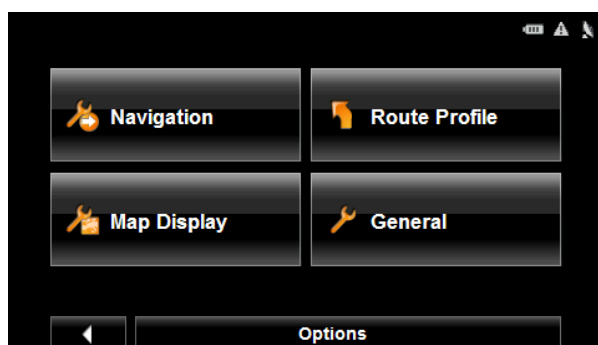 Navigation
Route Profile
Map Display
General
Options